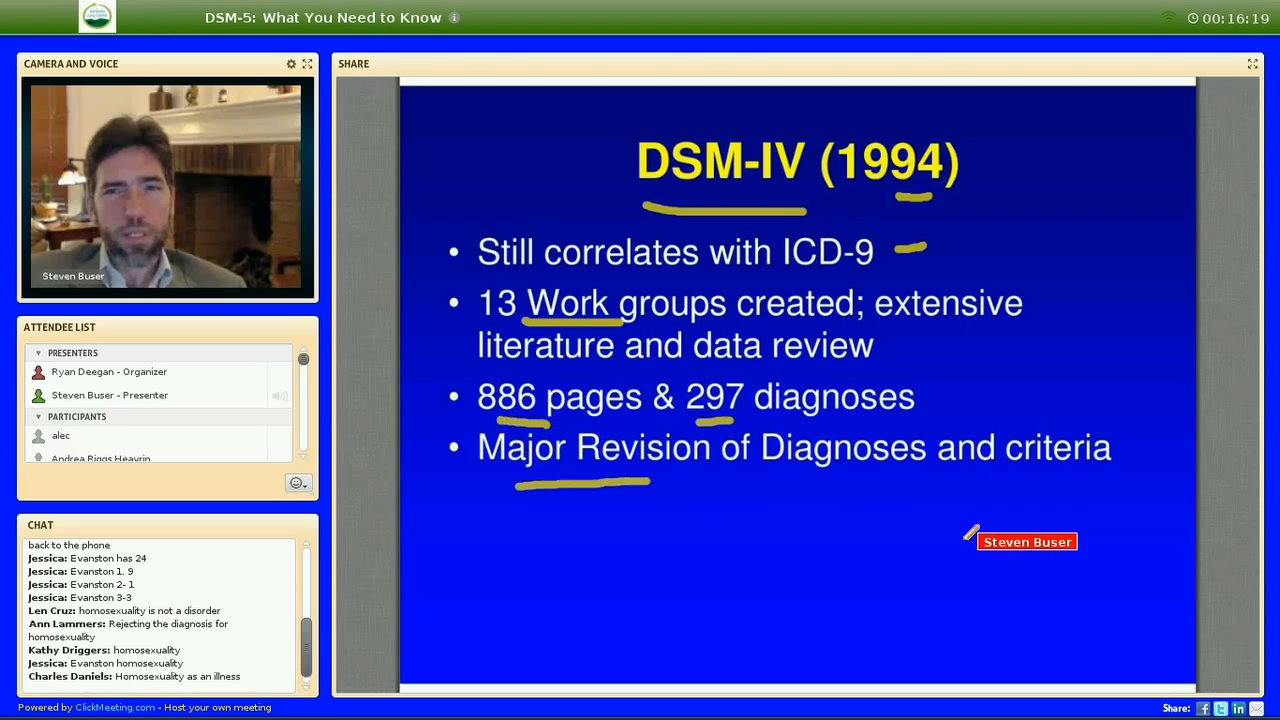 DSM-5: What You Need to Know
00:16:19
CAMERA AND VOICE
Steven Buser
ATTENDEE LIST
PRESENTERS
Ryan Deegan - Organizer
Steven Buser - Presenter
PARTICIPANTS
alec
Andrea Riggs Heavrin
CHAT
back to the phone
Jessica: Evanston has 24
Jessica: Evanston 1. 9
Jessica: Evanston 2- 1
Jessica: Evanston 3-3
Len Cruz: homosexuality is not a disorder
Ann Lammers: Rejecting the diagnosis for
homosexuality
Kathy Driggers: homosexuality
Jessica: Evanston homosexuality
Charles Daniels: Homosexuality as an illness
SHARE
DSM-IV (1994)
• Still correlates with ICD-9
• 13 Work groups created; extensive
literature and data review
• 886 pages & 297 diagnoses
• Major Revision of Diagnoses and criteria
Steven Buser
Powered by ClickMeeting.com - Host your own meeting
Share: